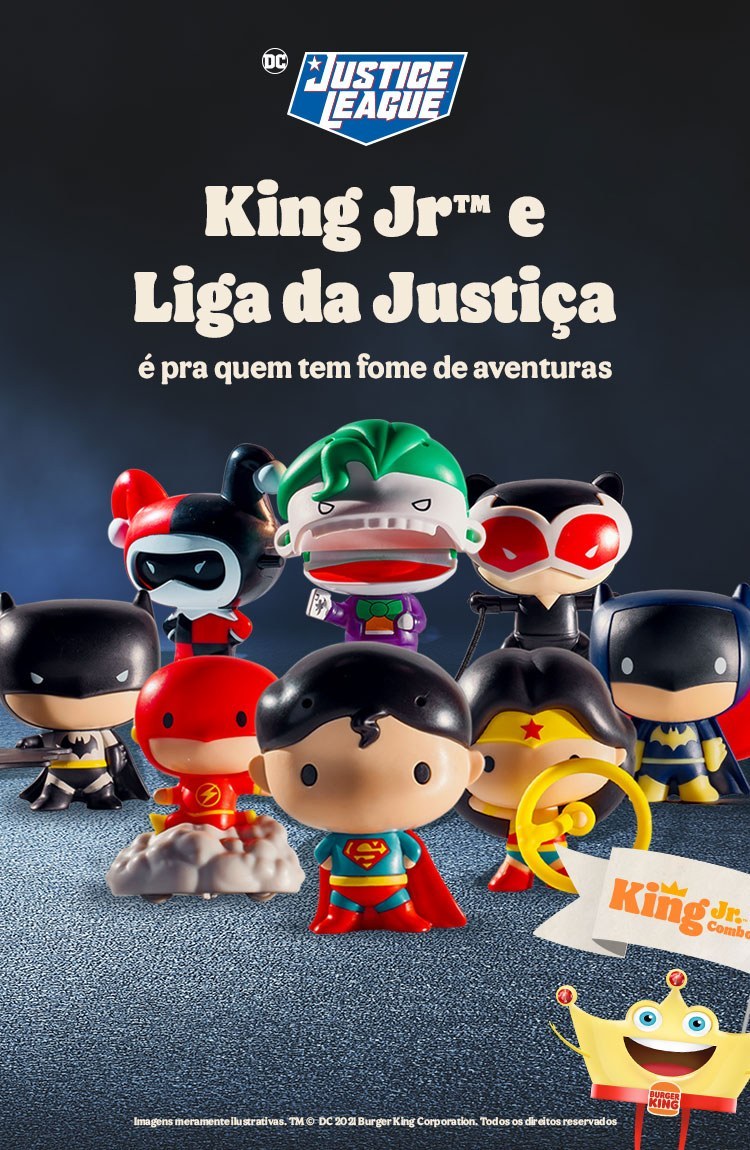 DC
JUSTICE
LEAGUE
King Jr™ e
Liga da Justiça
é pra quem tem fome de aventuras
King Jr.™
Combo
BURGER
KING
Imagens meramente ilustrativas. TM © DC 2021 Burger King Corporation. Todos os direitos reservados